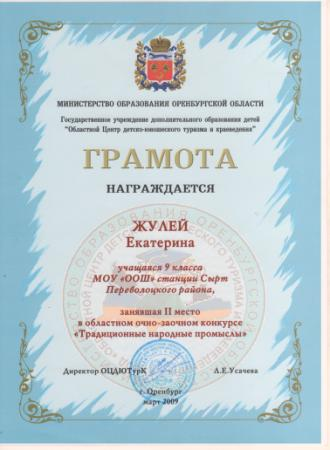 МИНИСТЕРСТВО ОБРАЗОВАНИЯ ОРЕНБУРГСКОЙ ОБЛАСТИ
Государственное учреждение дополнительного образования детей
"Областной Центр детско-юношеского туризма и краеведения"
ГРАМОТА
НАГРАЖДАЕТСЯ
ЖУЛЕЙ
Екатерина
учащаяся 9 класса
МОУ «ООШ» станции Сырт
Переволоцкого района,
занявшая II место
в областном очно-заочном конкурсе
«Традиционные народные промыслы»
Директор ОЦДЮТурК Л.Е.Усачева
г. Оренбург
март 2009